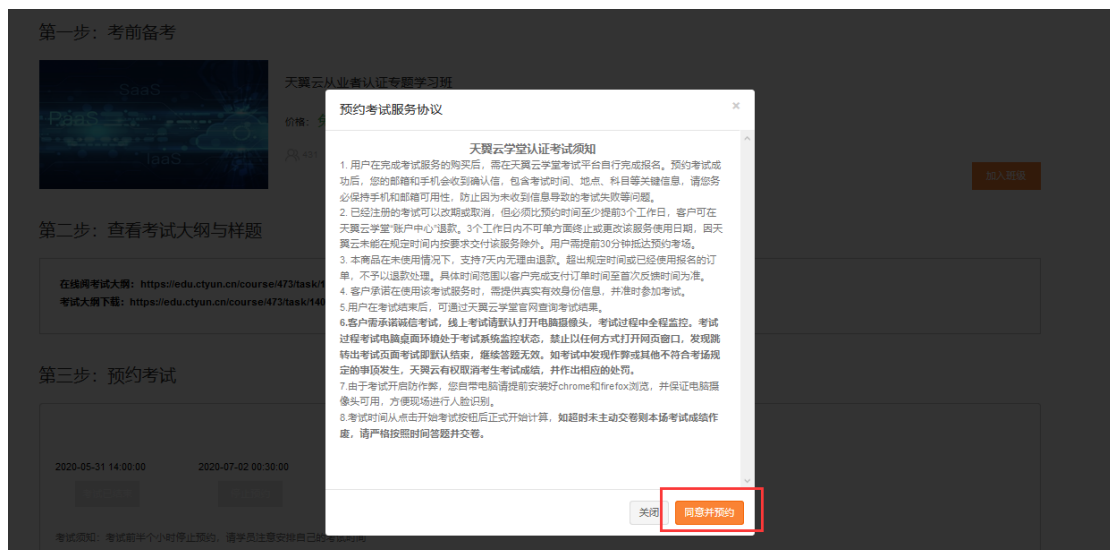 第一步：考前备考
SaaS
PaaS
IaaS
天翼云从业者认证专题学习班
价格：
431
加入班级
第二步：查看考试大纲与样题
在线阅考试大纲：https://edu.ctyun.cn/course/473/task/1
考试大纲下载：https://edu.ctyun.cn/course/473/task/140
第三步：预约考试
2020-05-31 14:00:00
2020-07-02 00:30:00
考试须知：考试前半个小时停止预约，请学员注意安排自己的考试时间
预约考试服务协议
×
天翼云学堂认证考试须知
1. 用户在完成考试服务的购买后，需在天翼云学堂考试平台自行完成报名。预约考试成
功后，您的邮箱和手机会收到确认信，包含考试时间、地点、科目等关键信息，请您务
必保持手机和邮箱可用性，防止因为未收到信息导致的考试失败等问题。
2. 已经注册的考试可以改期或取消，但必须比预约时间至少提前3个工作日，客户可在
天翼云学堂“账户中心”退款。3个工作日内不可单方面终止或更改该服务使用日期，因天
翼云未能在规定时间内按要求交付该服务除外。用户需提前30分钟抵达预约考场。
3. 本商品在未使用情况下，支持7天内无理由退款。超出规定时间或已经使用报名的订
单，不予以退款处理。具体时间范围以客户完成支付订单时间至首次反馈时间为准。
4. 客户承诺在使用该考试服务时，需提供真实有效身份信息，并准时参加考试。
5.用户在考试结束后，可通过天翼云学堂官网查询考试结果。
6.客户需承诺诚信考试，线上考试请默认打开电脑摄像头，考试过程中全程监控。考试
过程考试电脑桌面环境处于考试系统监控状态，禁止以任何方式打开网页窗口，发现跳
转出考试页面考试即默认结束，继续答题无效。如考试中发现作弊或其他不符合考场规
定的事项发生，天翼云有权取消考生考试成绩，并作出相应的处罚。
7.由于考试开启防作弊，您自带电脑请提前安装好chrome和firefox浏览，并保证电脑摄
像头可用，方便现场进行人脸识别。
8.考试时间从点击开始考试按钮后正式开始计算，如超时未主动交卷则本场考试成绩作
废，请严格按照时间答题并交卷。
关闭
同意并预约